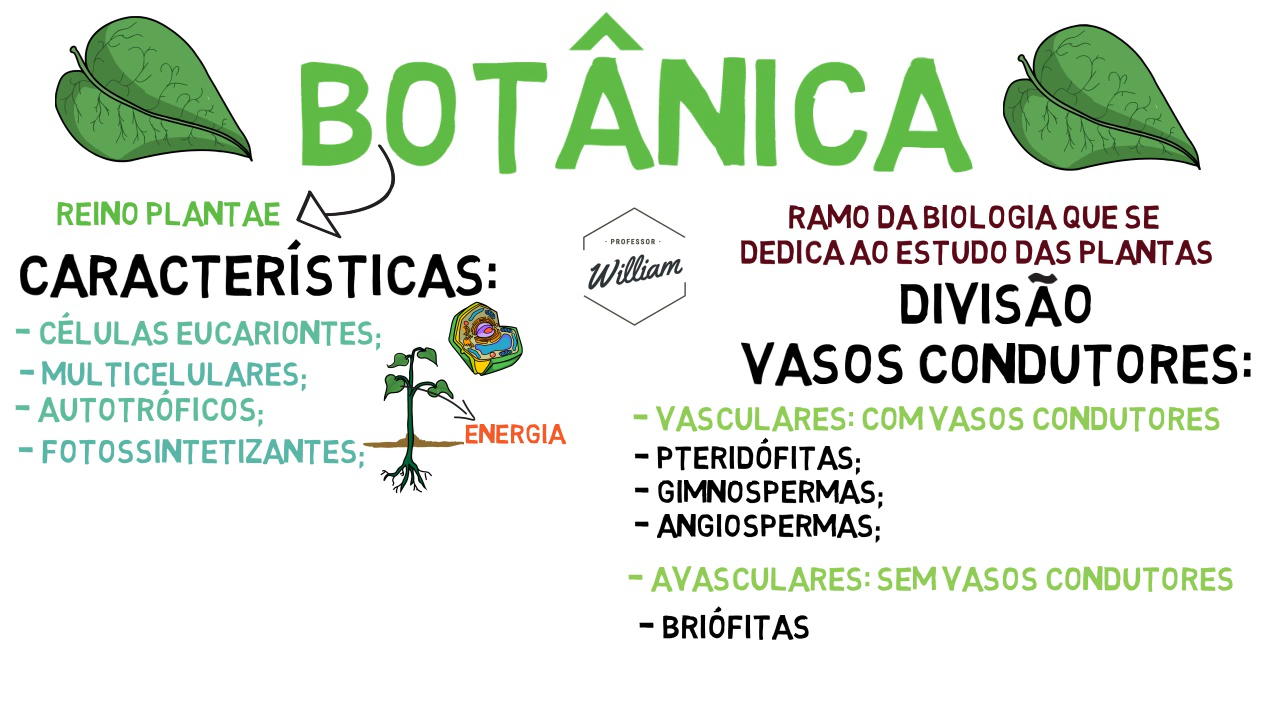 BOTÂNICA
REINO PLANTAE
CARACTERÍSTICAS:
- CÉLULAS EUCARIONTES;
- MULTICELULARES;
- AUTOTRÓFICOS;
- FOTOSSINTETIZANTES;
ENERGIA
· PROFESSOR ·
William
RAMO DA BIOLOGIA QUE SE
DEDICA AO ESTUDO DAS PLANTAS
DIVISÃO
VASOS CONDUTORES:
- VASCULARES: COM VASOS CONDUTORES
- PTERIDÓFITAS;
- GIMNOSPERMAS;
- ANGIOSPERMAS;
- AVASCULARES: SEM VASOS CONDUTORES
- BRIÓFITAS